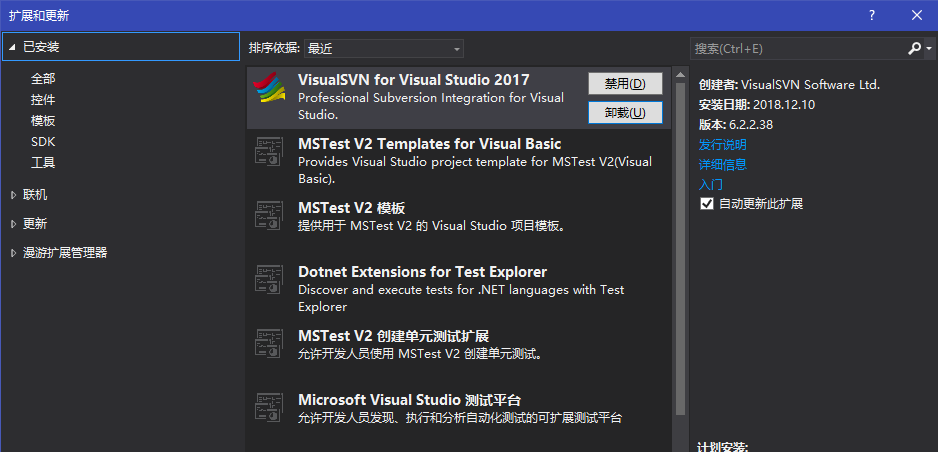 扩展和更新
?
已安装
全部
控件
模板
SDK
工具
联机
更新
漫游扩展管理器
排序依据: 最近
VisualSVN for Visual Studio 2017
Professional Subversion Integration for Visual
Studio.
禁用(D)
卸载(U)
MSTest V2 Templates for Visual Basic
Provides Visual Studio project template for MSTest V2(Visual
Basic).
MSTest V2 模板
提供用于 MSTest V2 的 Visual Studio 项目模板。
Dotnet Extensions for Test Explorer
Discover and execute tests for .NET languages with Test
Explorer
MSTest V2 创建单元测试扩展
允许开发人员使用 MSTest V2 创建单元测试。
Microsoft Visual Studio 测试平台
允许开发人员发现、执行和分析自动化测试的可扩展测试平台
搜索(Ctrl+E)
创建者: VisualSVN Software Ltd.
安装日期: 2018.12.10
版本: 6.2.2.38
发行说明
详细信息
入门
自动更新此扩展
计划安装: